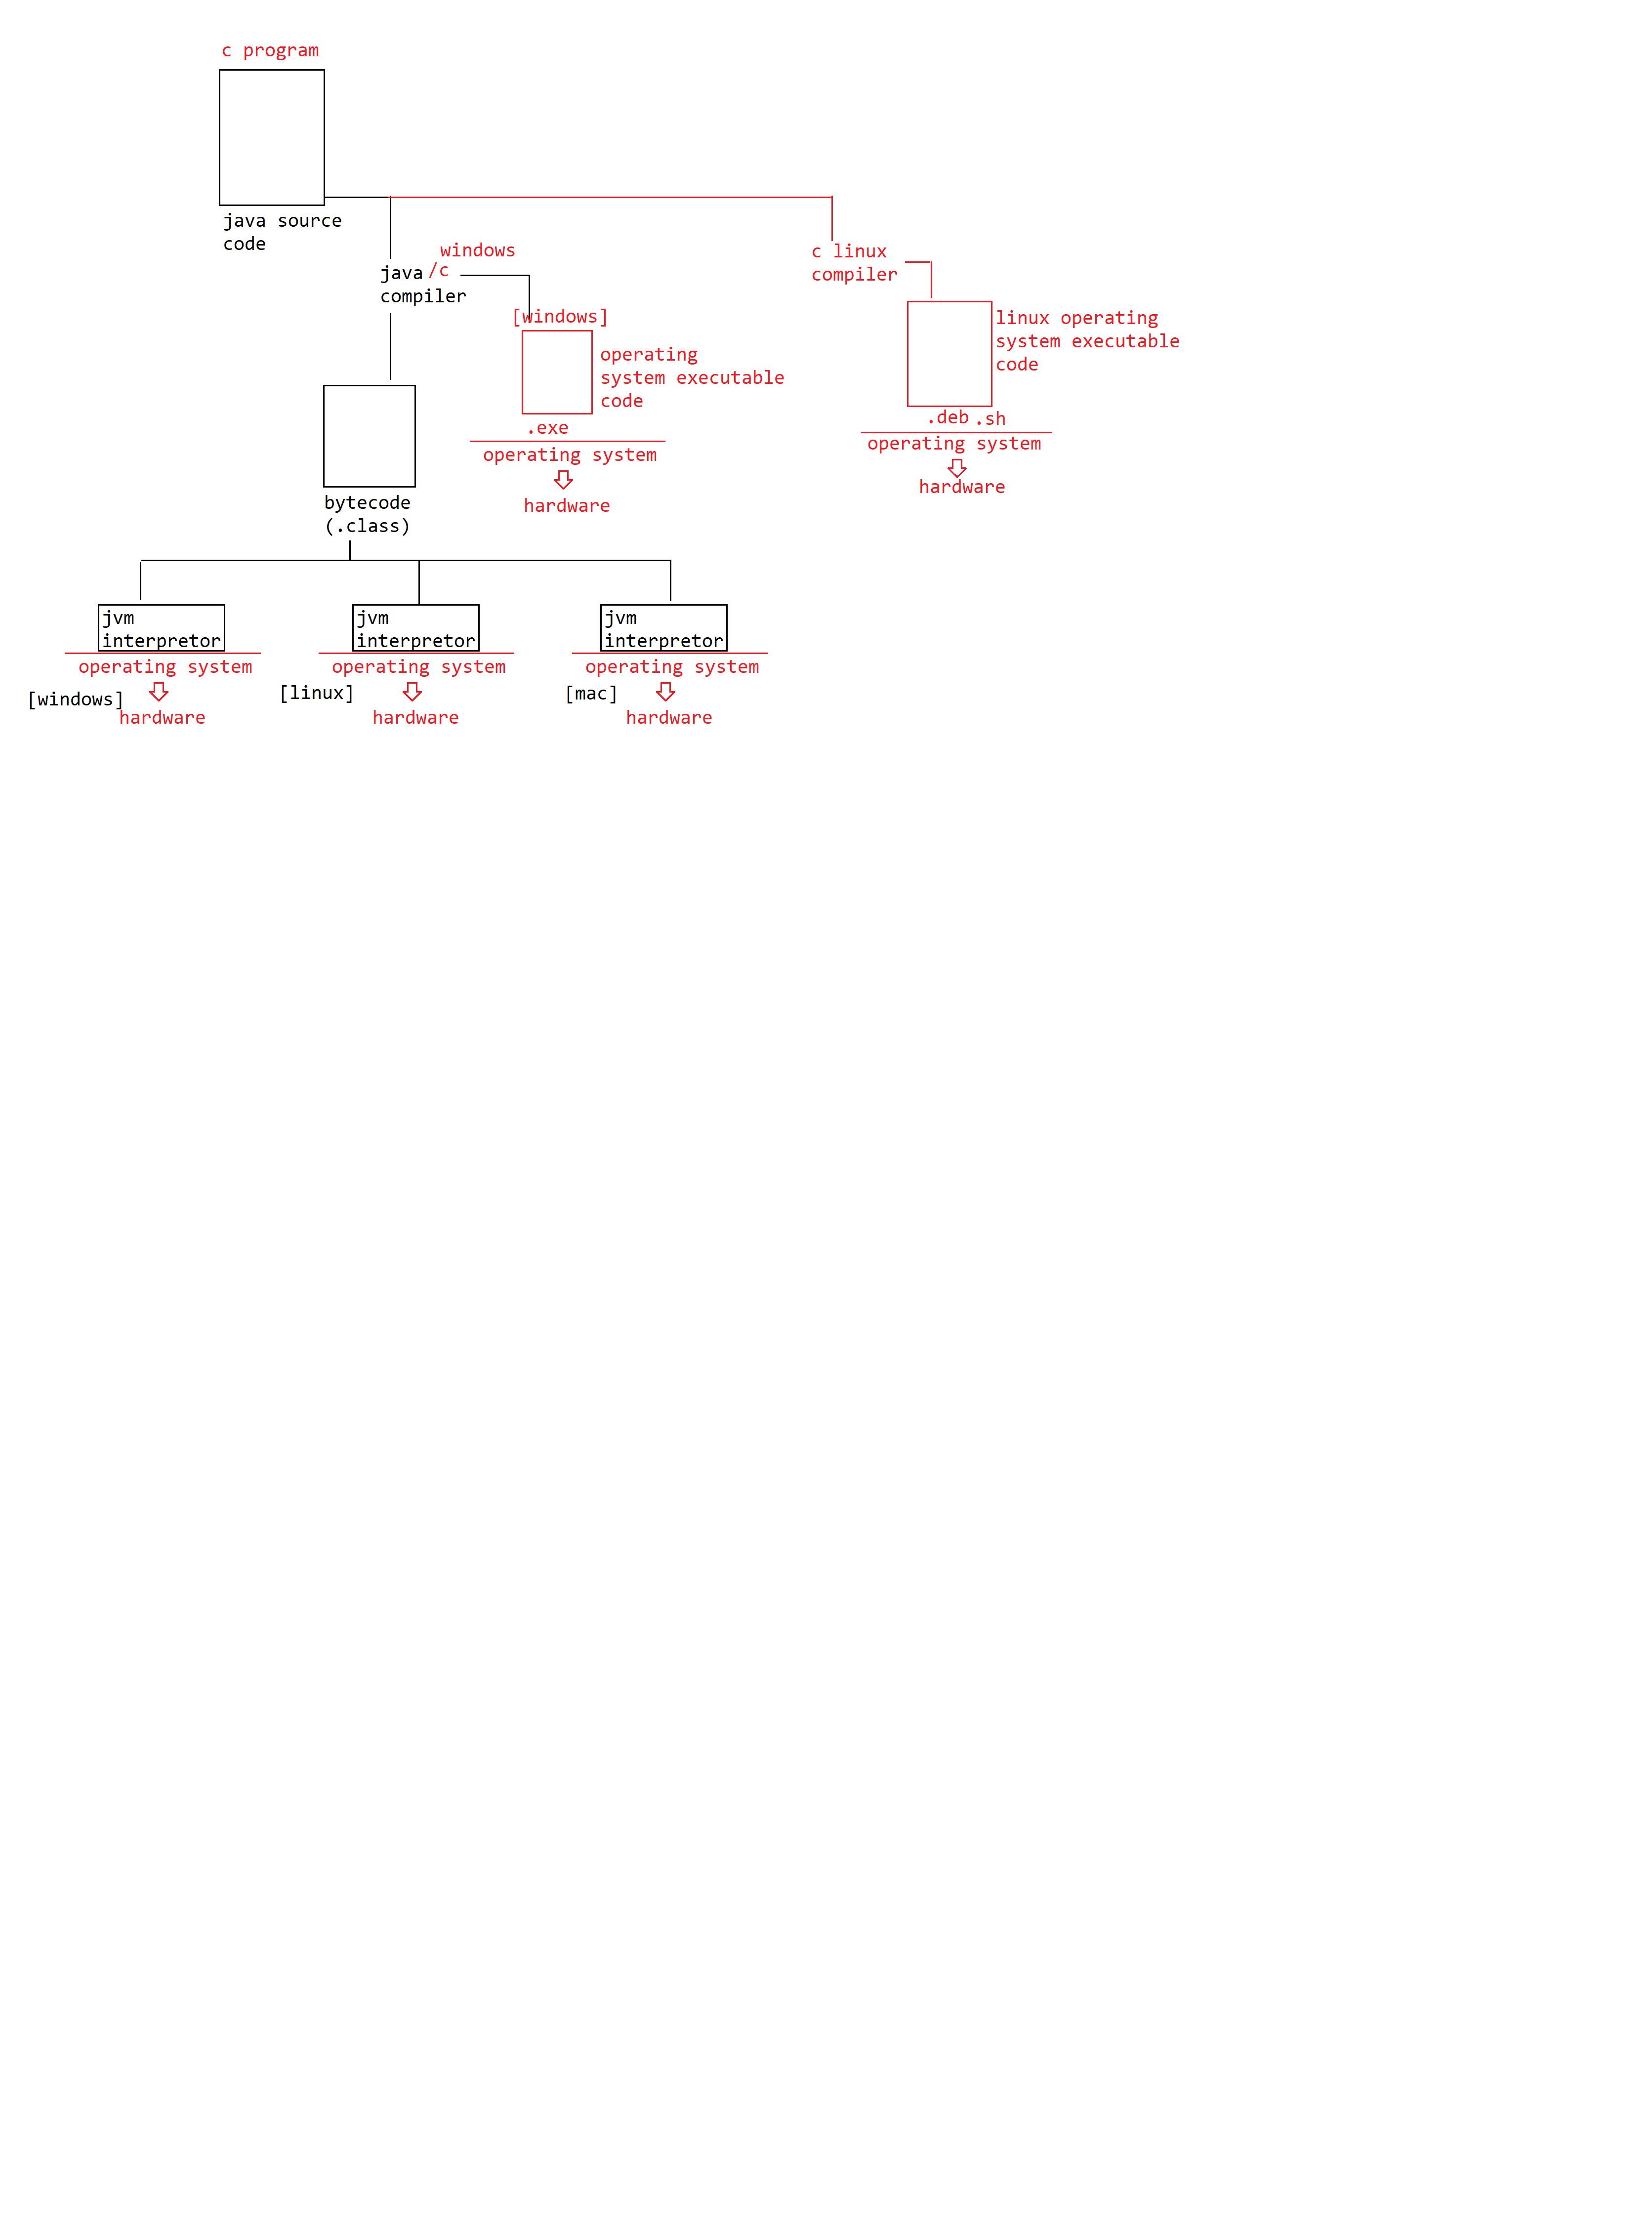 c program
java source
code
windows
java /c
compiler
c linux
compiler
[windows]
operating
system executable
code
.exe
operating system
hardware
linux operating
system executable
code
.deb .sh
operating system
hardware
bytecode
(.class)
jvm
interpretor
operating system
[windows]
hardware
jvm
interpretor
operating system
[linux]
hardware
jvm
interpretor
operating system
[mac]
hardware